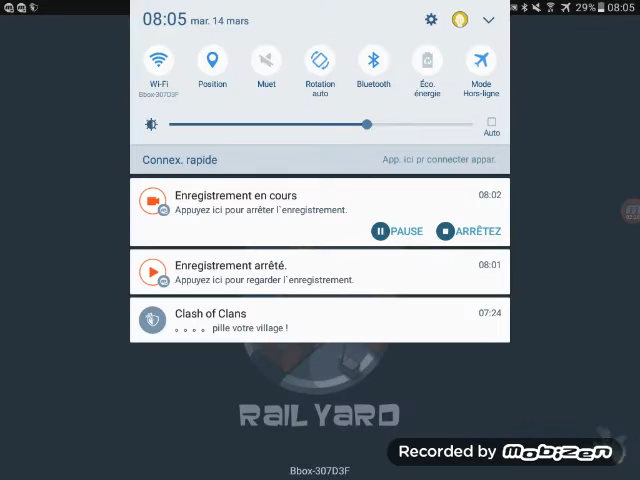 29% 08:05
08:05 mar. 14 mars
Wi-Fi
Bbox-307D3F
Position
Muet
Rotation
auto
Bluetooth
Éco.
énergie
Mode
Hors-ligne
Auto
Connex. rapide
App. ici pr connecter appar.
Enregistrement en cours
08:02
Appuyez ici pour arrêter l'enregistrement.
PAUSE
ARRÊTEZ
Enregistrement arrêté.
08:01
Appuyez ici pour regarder l'enregistrement.
Clash of Clans
07:24
。。。。 pille votre village !
RAIL YARD
Recorded by Mobizen
Bbox-307D3F